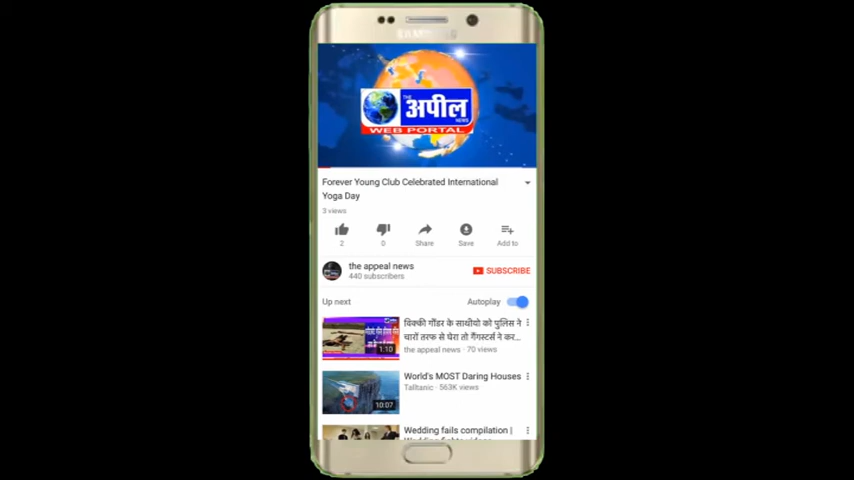 SAMSUNG
THE
अपील
NEWS
WEB PORTAL
Forever Young Club Celebrated International
Yoga Day
3 views
2
0
Share
Save
Add to
the appeal news
440 subscribers
SUBSCRIBE
Up next
Autoplay
विक्की गौंडर के साथीयो को पुलिस ने
चारों तरफ से घेरा तो गैंगस्टर्स ने कर...
the appeal news · 70 views
1:10
World's MOST Daring Houses
Talltanic · 563K views
10:07
Wedding fails compilation |